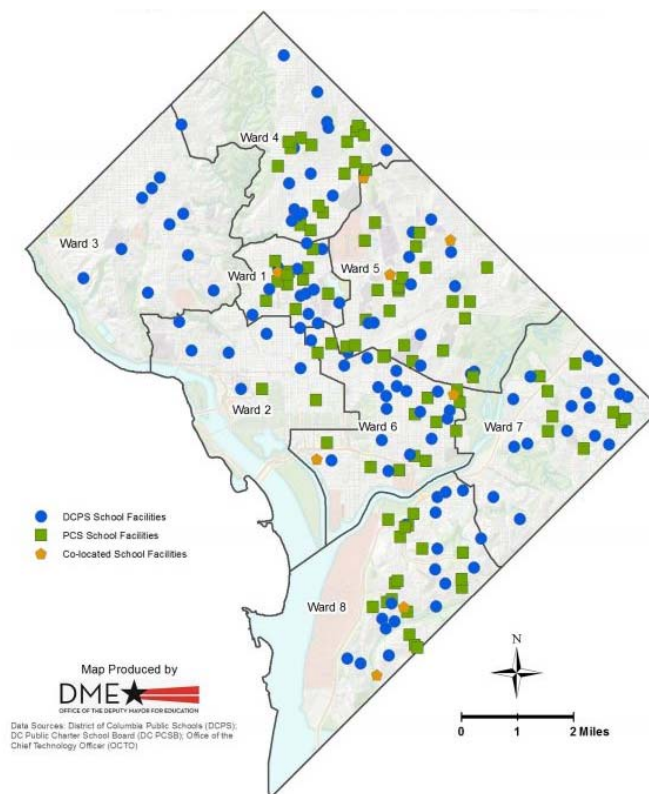 Ward 4
Ward 3
Ward 1
Ward 5
Ward 2
Ward 6
Ward 7
DCPS School Facilities
PCS School Facilities
Co-located School Facilities
Ward 8
Map Produced by
DME
OFFICE OF THE DEPUTY MAYOR FOR EDUCATION
Data Sources: District of Columbia Public Schools (DCPS);
DC Public Charter School Board (DC PCSB); Office of the
Chief Technology Officer (OCTO)
N
0 1 2 Miles